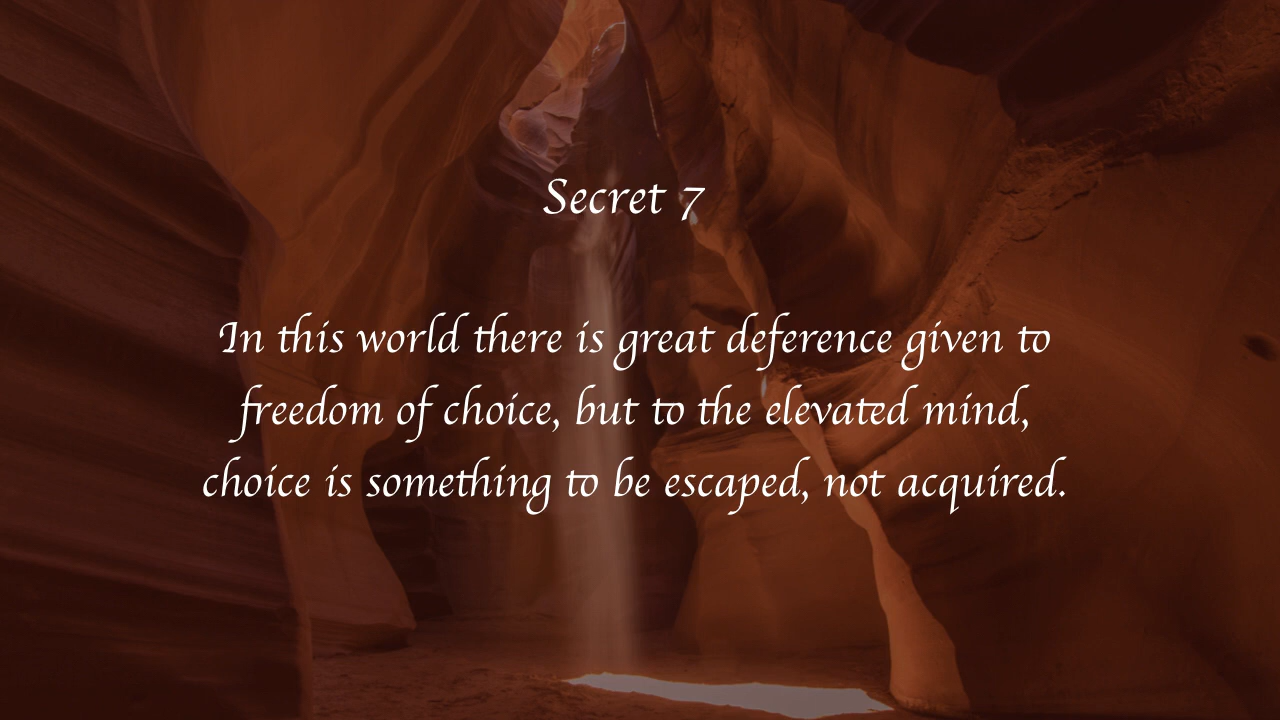 Secret 7
In this world there is great deference given to
freedom of choice, but to the elevated mind,
choice is something to be escaped, not acquired.